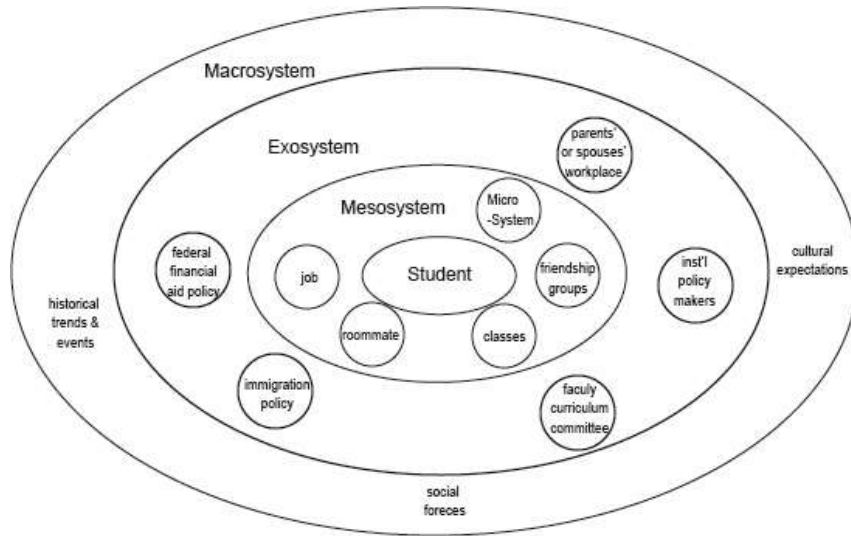 Macrosystem
Exosystem
parents'
or spouses'
workplace
Mesosystem
Micro
-System
federal
financial
aid policy
job
Student
friendship
groups
inst'l
policy
makers
cultural
expectations
historical
trends &
events
roommate
classes
immigration
policy
faculy
curriculum
committee
social
foreces